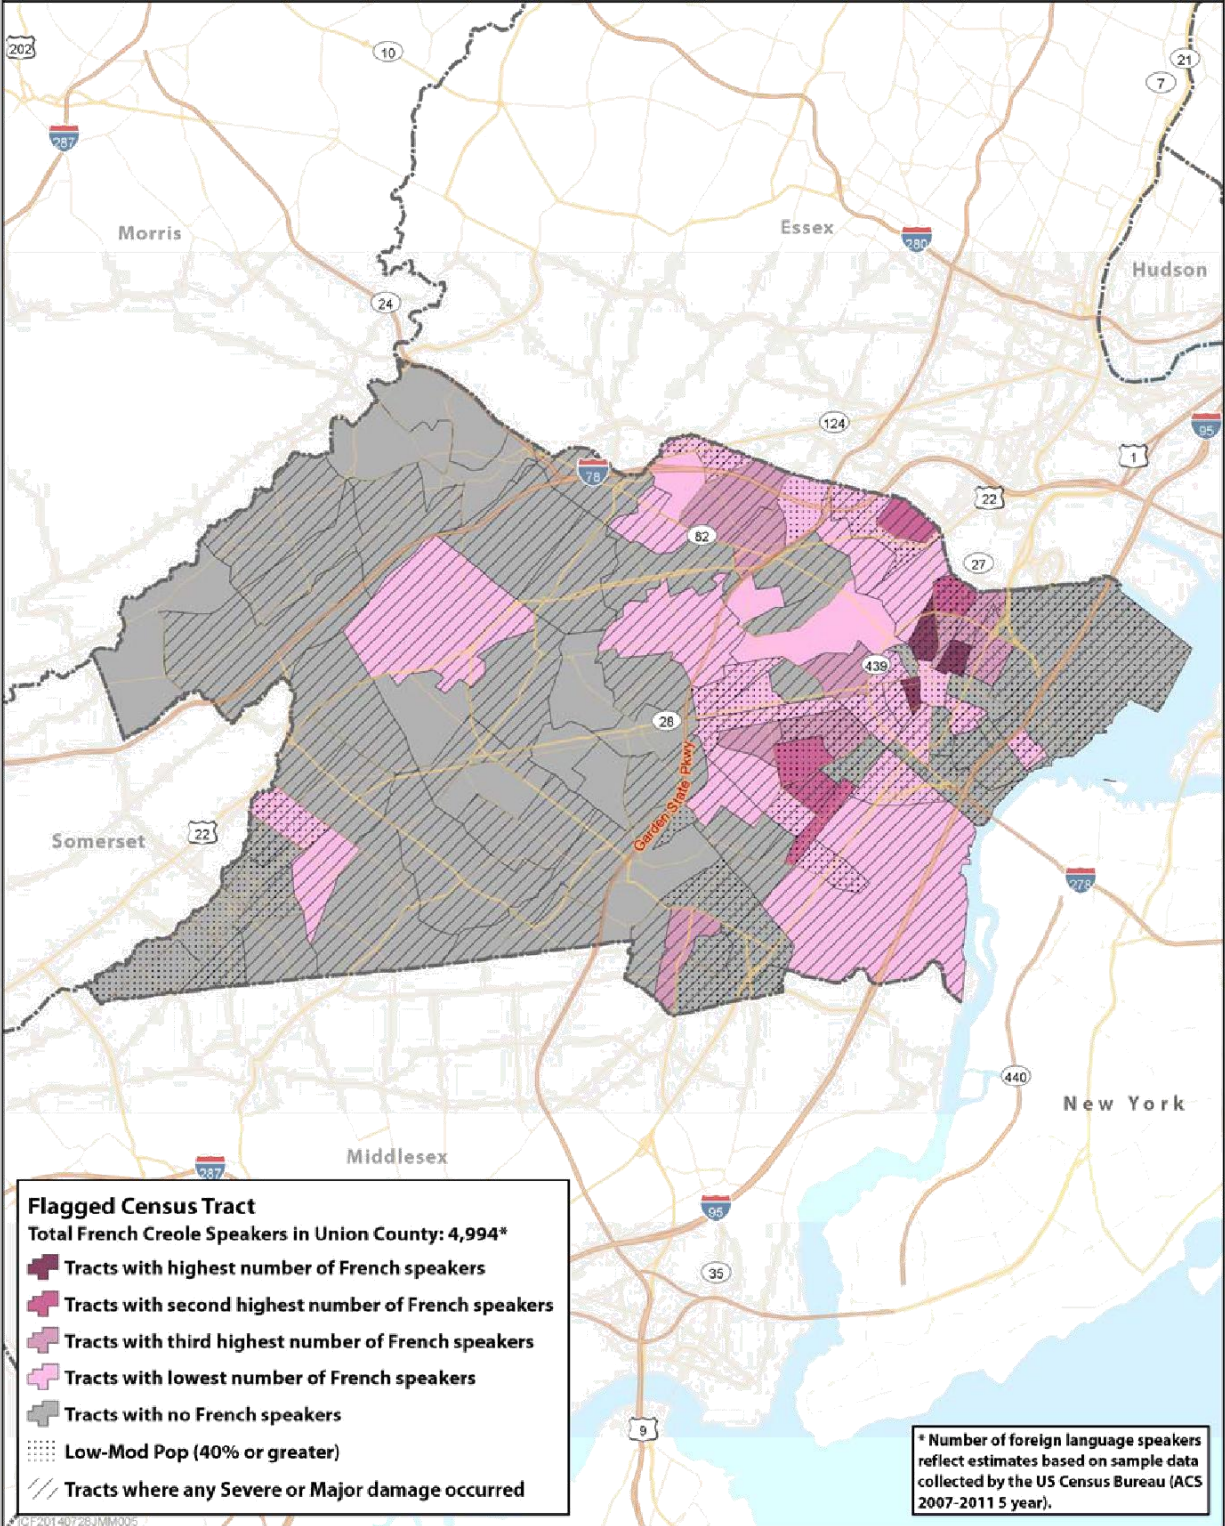 202
10
21
7
287
Morris
Essex
280
Hudson
24
124
95
1
78
22
82
27
439
28
Garden State Pkwy
Somerset
22
278
440
New York
Middlesex
287
95
35
9
Flagged Census Tract
Total French Creole Speakers in Union County: 4,994*
Tracts with highest number of French speakers
Tracts with second highest number of French speakers
Tracts with third highest number of French speakers
Tracts with lowest number of French speakers
Tracts with no French speakers
Low-Mod Pop (40% or greater)
Tracts where any Severe or Major damage occurred
* Number of foreign language speakers
reflect estimates based on sample data
collected by the US Census Bureau (ACS
2007-2011 5 year).
ICF20140728JMM005